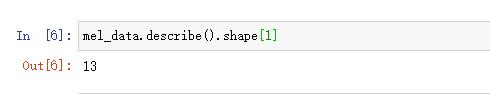 In [6]: mel_data.describe().shape[1]
Out[6]: 13